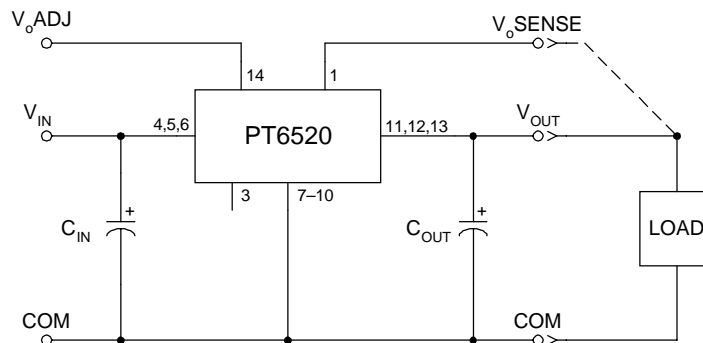 VoADJ
VoSENSE
14
1
VIN
4,5,6
PT6520
11,12,13
VOUT
3
7–10
CIN
+
COUT
+
LOAD
COM
COM